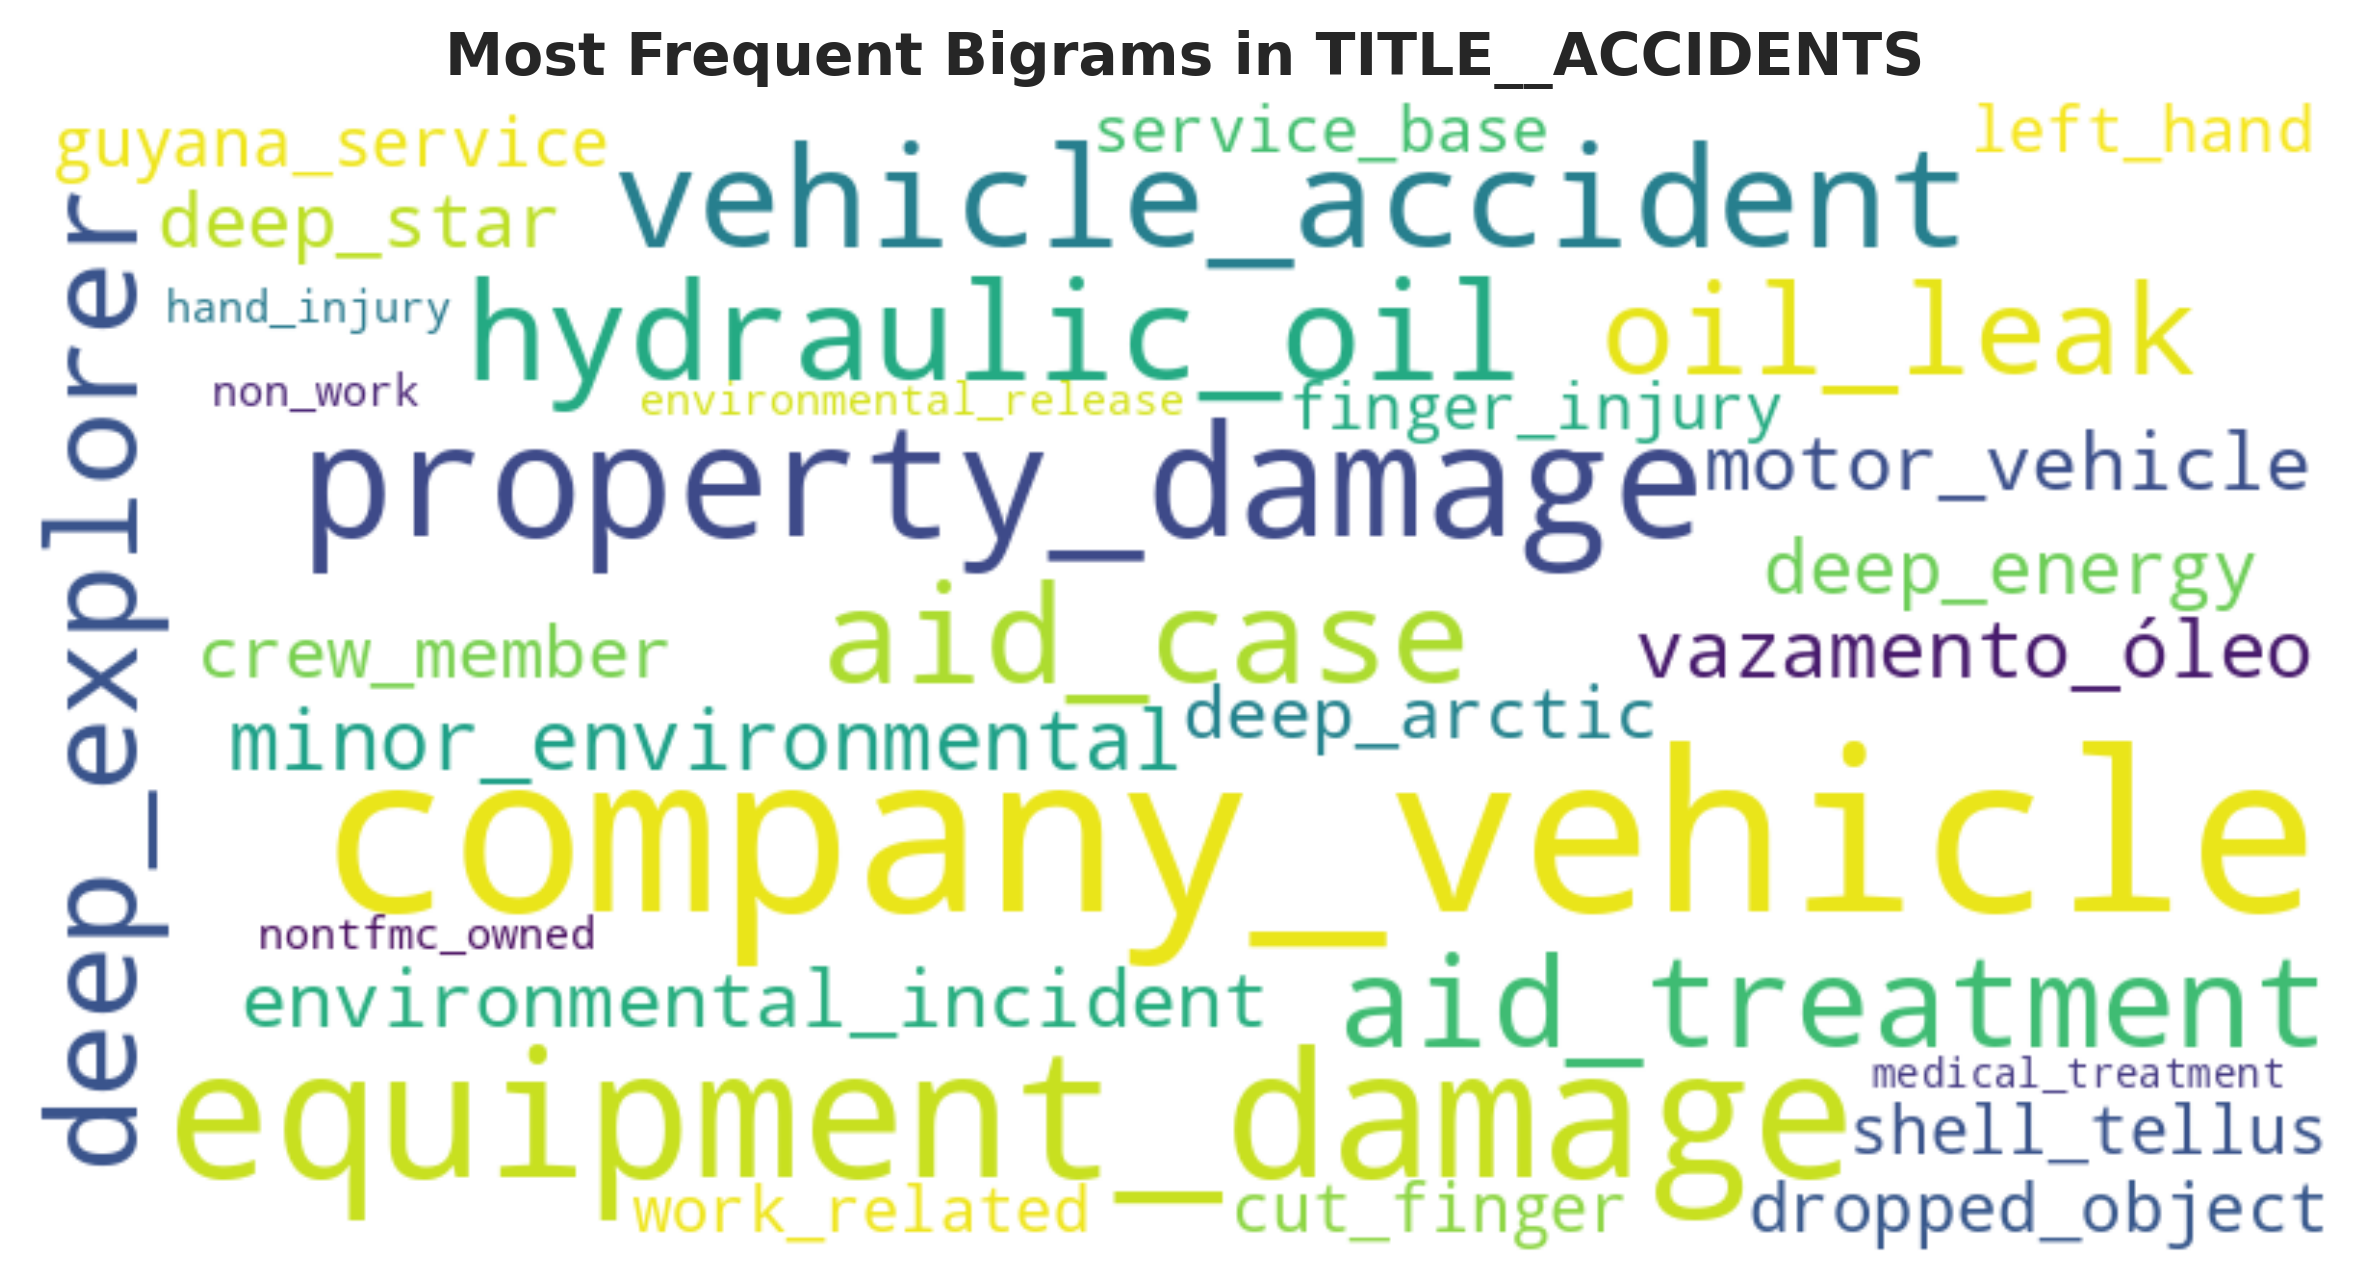 Most Frequent Bigrams in TITLE__ACCIDENTS
guyana_service
service_base
left_hand
vehicle_accident
deep_star
deep_explorer
hand_injury
hydraulic_oil
oil_leak
non_work
environmental_release
finger_injury
property_damage
motor_vehicle
deep_energy
crew_member
aid_case
vazamento_óleo
minor_environmental
deep_arctic
company_vehicle
nontfmc_owned
environmental_incident
aid_treatment
medical_treatment
equipment_damage
shell_tellus
work_related
cut_finger
dropped_object